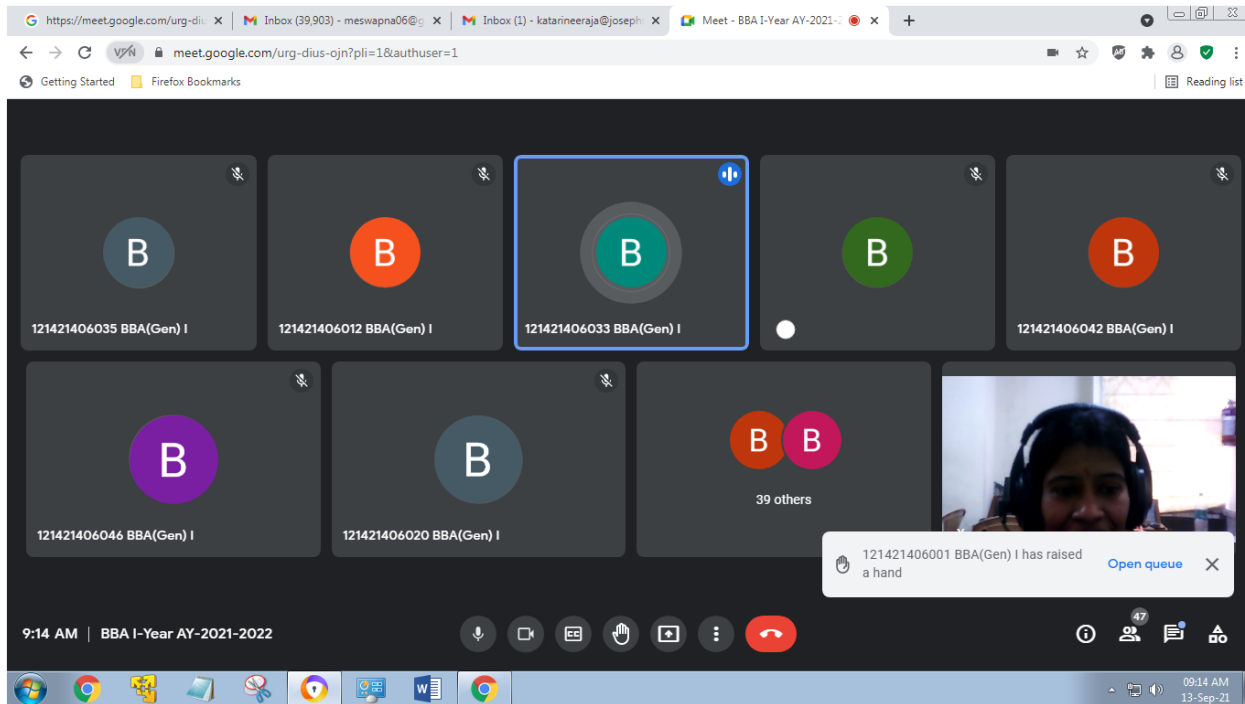 https://meet.google.com/urg-diu
Inbox (39,903) - meswapna06@g
Inbox (1) - katarineeraja@joseph
Meet - BBA I-Year AY-2021-2
VPN
meet.google.com/urg-dius-ojn?pli=1&authuser=1
Getting Started
Firefox Bookmarks
Reading list
B
B
B
B
B
121421406035 BBA(Gen) I
121421406012 BBA(Gen) I
121421406033 BBA(Gen) I
121421406042 BBA(Gen) I
B
B
B B
39 others
121421406046 BBA(Gen) I
121421406020 BBA(Gen) I
121421406001 BBA(Gen) I has raised
a hand
Open queue
9:14 AM | BBA I-Year AY-2021-2022
CC
47
W
09:14 AM
13-Sep-21